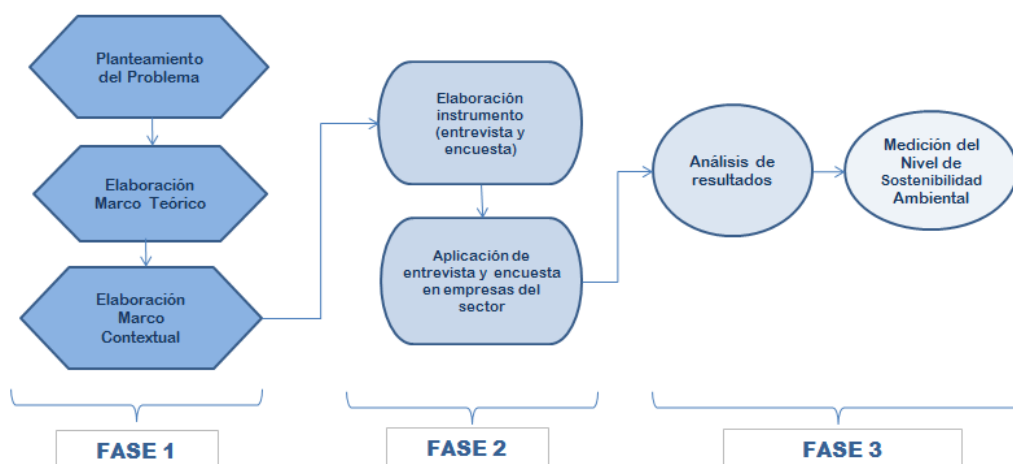 Planteamiento
del Problema
Elaboración
Marco Teórico
Elaboración
Marco
Contextual
FASE 1
Elaboración
instrumento
(entrevista y
encuesta)
Aplicación de
entrevista y encuesta
en empresas del
sector
FASE 2
Análisis de
resultados
Medición del
Nivel de
Sostenibilidad
Ambiental
FASE 3